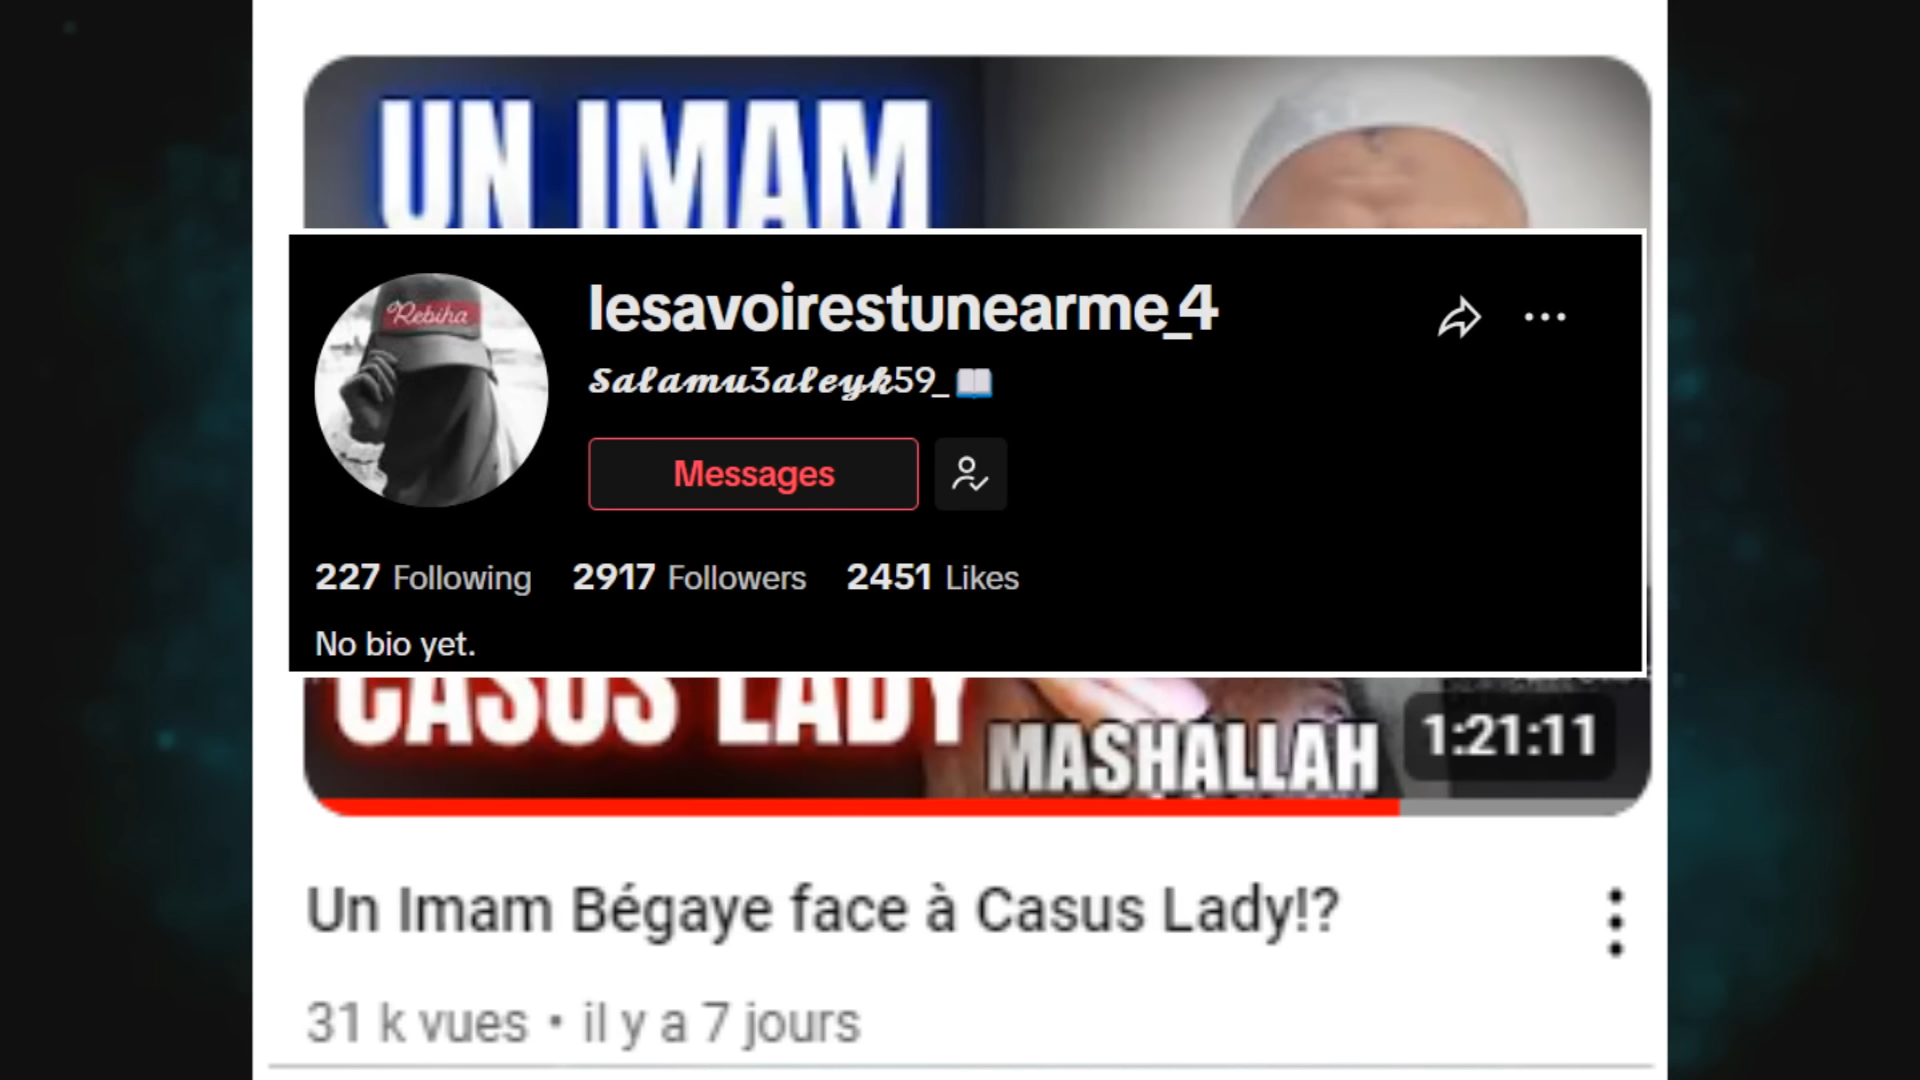 UN IMAM
Rebiha
lesavoirestunearme_4
𝓢𝓪𝓵𝓪𝓶𝓾3𝓪𝓵𝓮𝔂𝓴59_📖
Messages
227 Following 2917 Followers 2451 Likes
No bio yet.
CASUS LADY
MASHALLAH
1:21:11
Un Imam Bégaye face à Casus Lady!?
31 k vues • il y a 7 jours